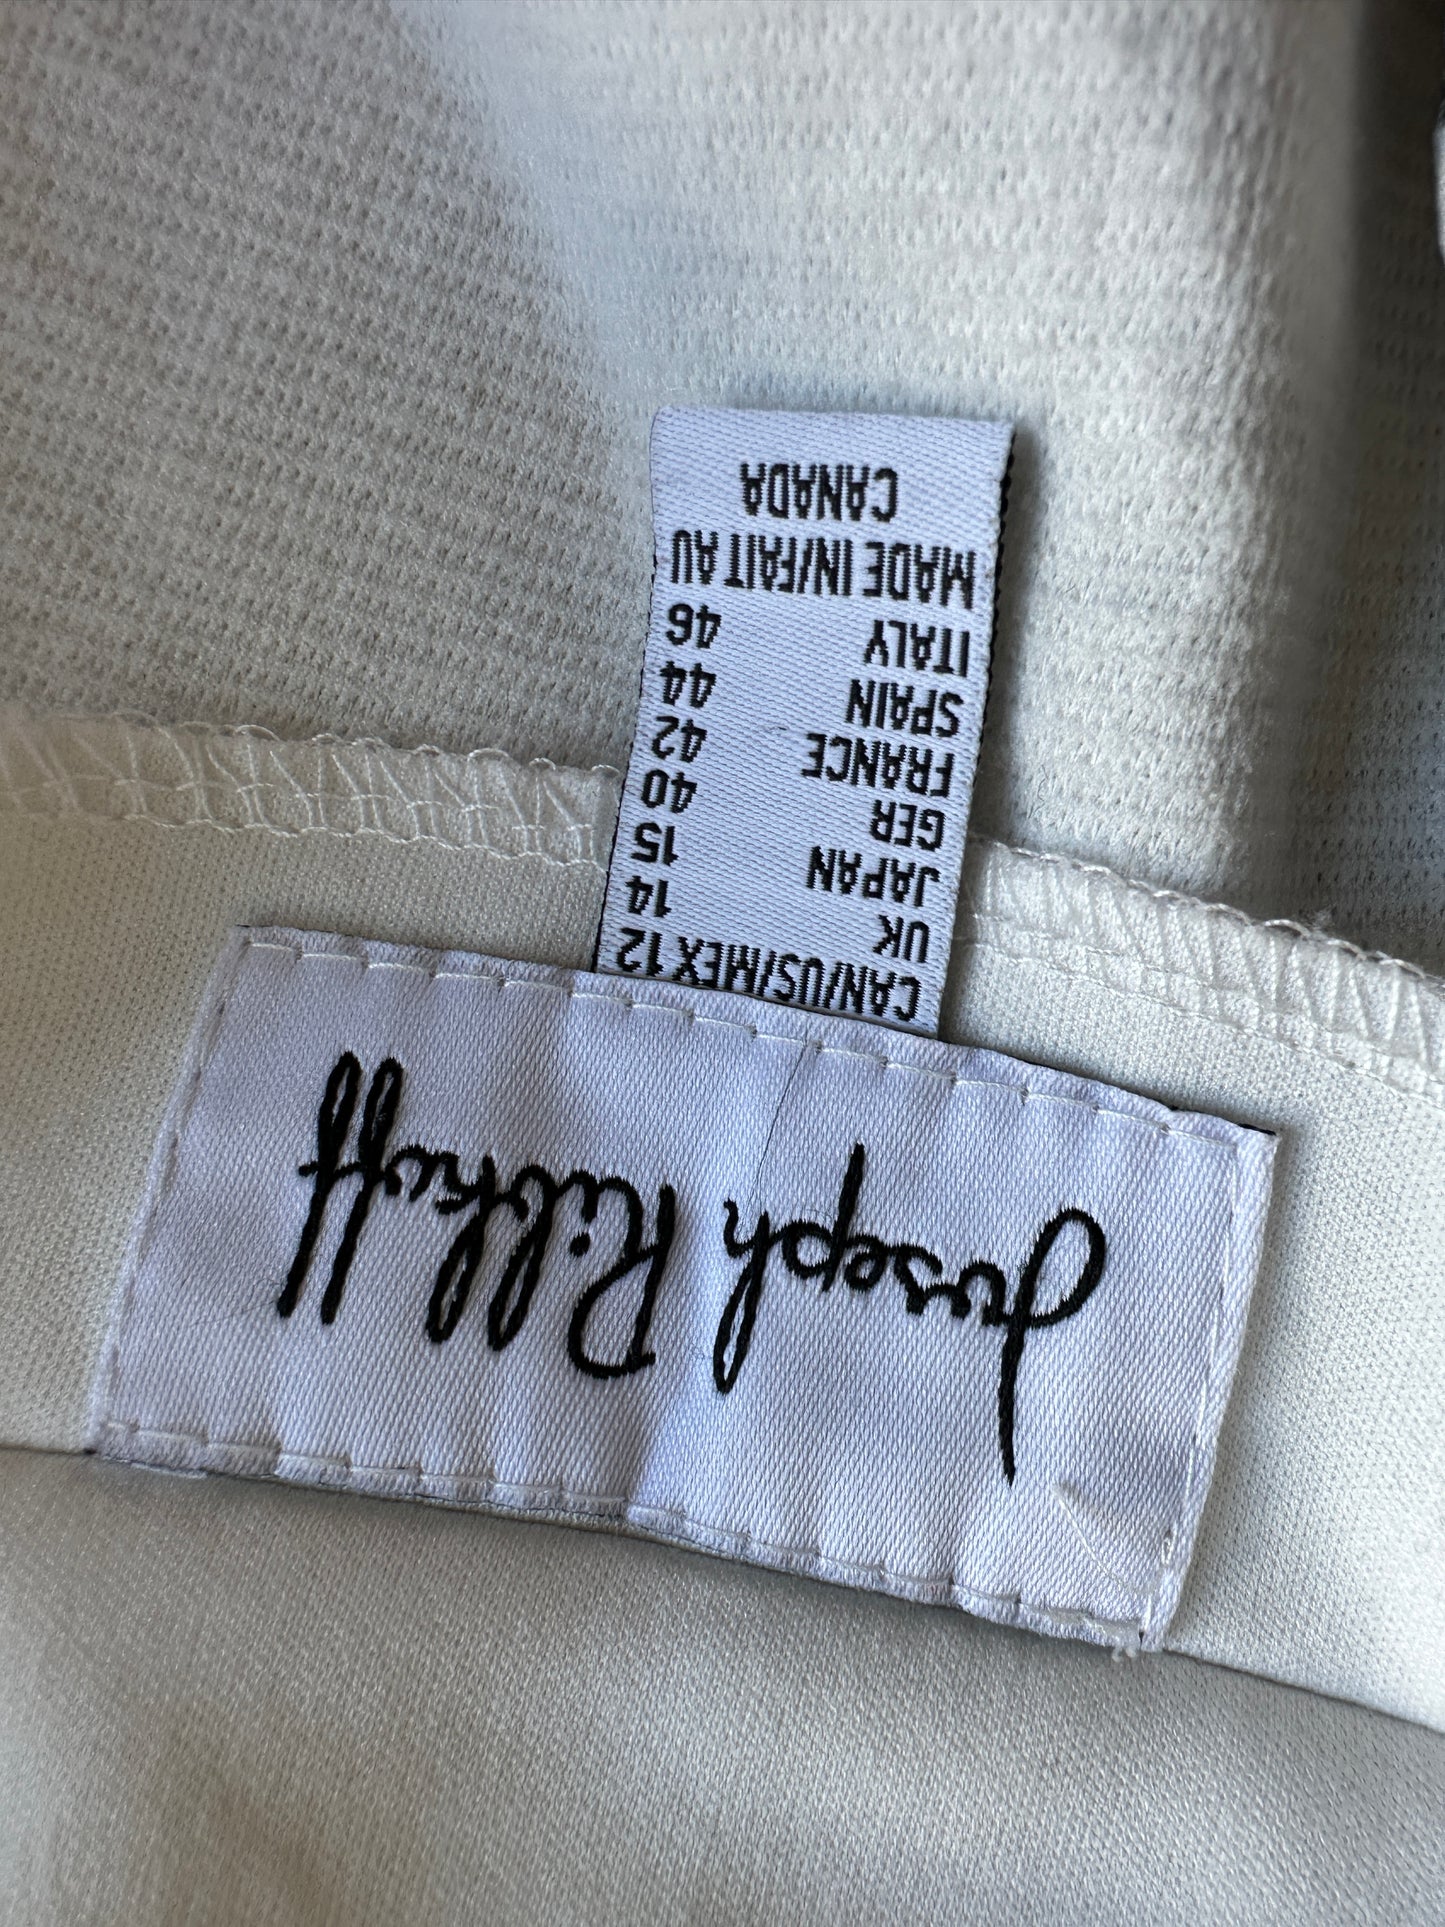 Joseph Ribkoff
CAN/US/MEX 12
UK 14
JAPAN 15
GER 40
FRANCE 42
SPAIN 44
ITALY 46
MADE IN/FAIT AU
CANADA